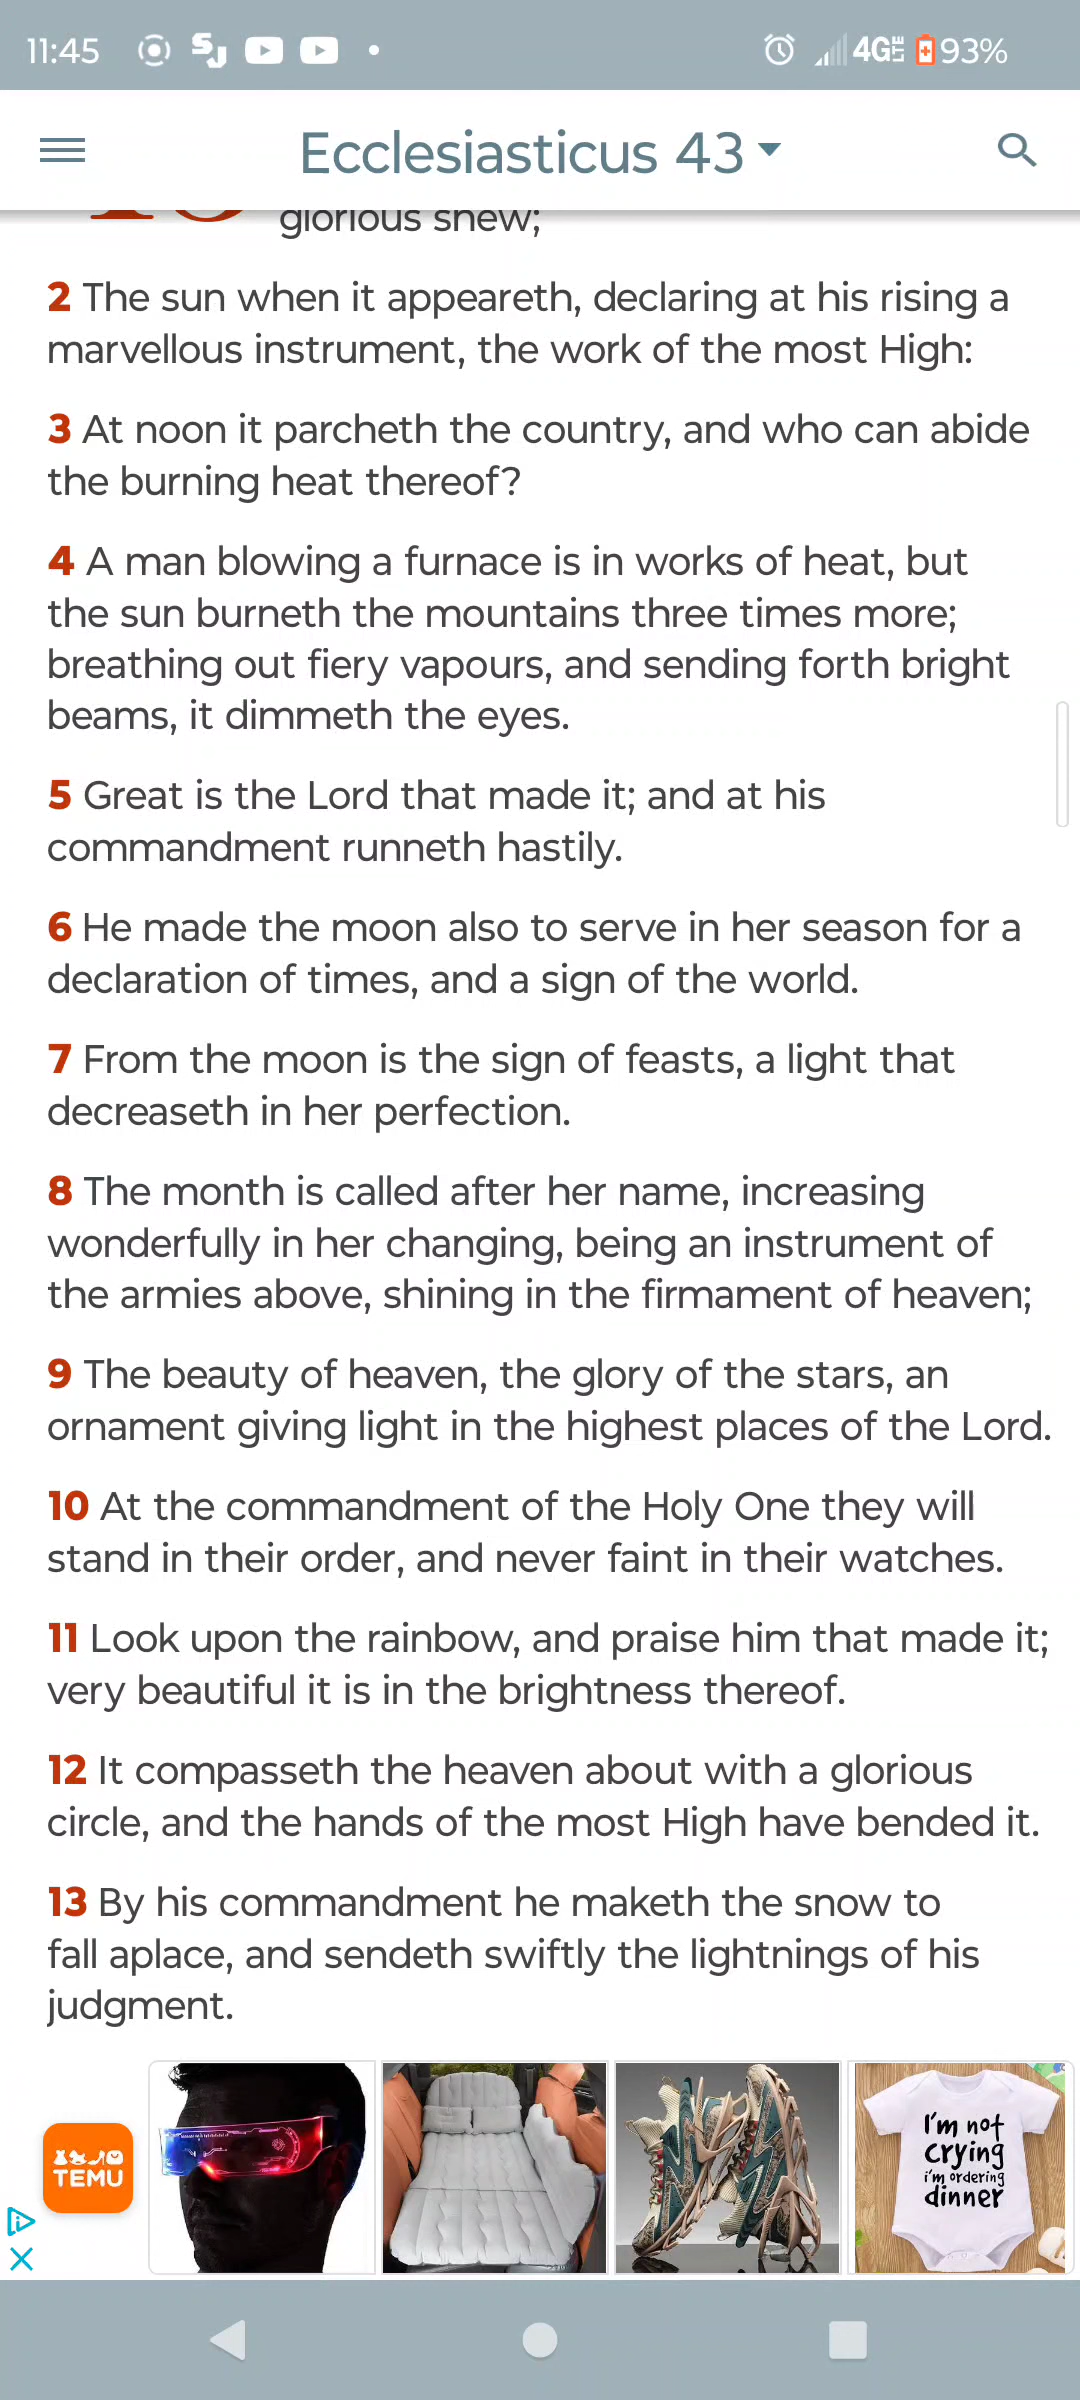 11:45
4G LTE
93%
Ecclesiasticus 43
glorious shew;
2 The sun when it appeareth, declaring at his rising a
marvellous instrument, the work of the most High:
3 At noon it parcheth the country, and who can abide
the burning heat thereof?
4 A man blowing a furnace is in works of heat, but
the sun burneth the mountains three times more;
breathing out fiery vapours, and sending forth bright
beams, it dimmeth the eyes.
5 Great is the Lord that made it; and at his
commandment runneth hastily.
6 He made the moon also to serve in her season for a
declaration of times, and a sign of the world.
7 From the moon is the sign of feasts, a light that
decreaseth in her perfection.
8 The month is called after her name, increasing
wonderfully in her changing, being an instrument of
the armies above, shining in the firmament of heaven;
9 The beauty of heaven, the glory of the stars, an
ornament giving light in the highest places of the Lord.
10 At the commandment of the Holy One they will
stand in their order, and never faint in their watches.
11 Look upon the rainbow, and praise him that made it;
very beautiful it is in the brightness thereof.
12 It compasseth the heaven about with a glorious
circle, and the hands of the most High have bended it.
13 By his commandment he maketh the snow to
fall aplace, and sendeth swiftly the lightnings of his
judgment.
TEMU
I'm not
crying
i'm ordering
dinner